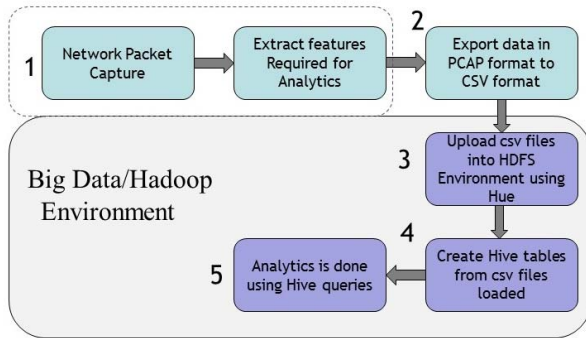 1
Network Packet
Capture
Extract features
Required for
Analytics
2
Export data in
PCAP format to
CSV format
Big Data/Hadoop
Environment
3
Upload csv files
into HDFS
Environment using
Hue
4
Create Hive tables
from csv files
loaded
5
Analytics is done
using Hive queries